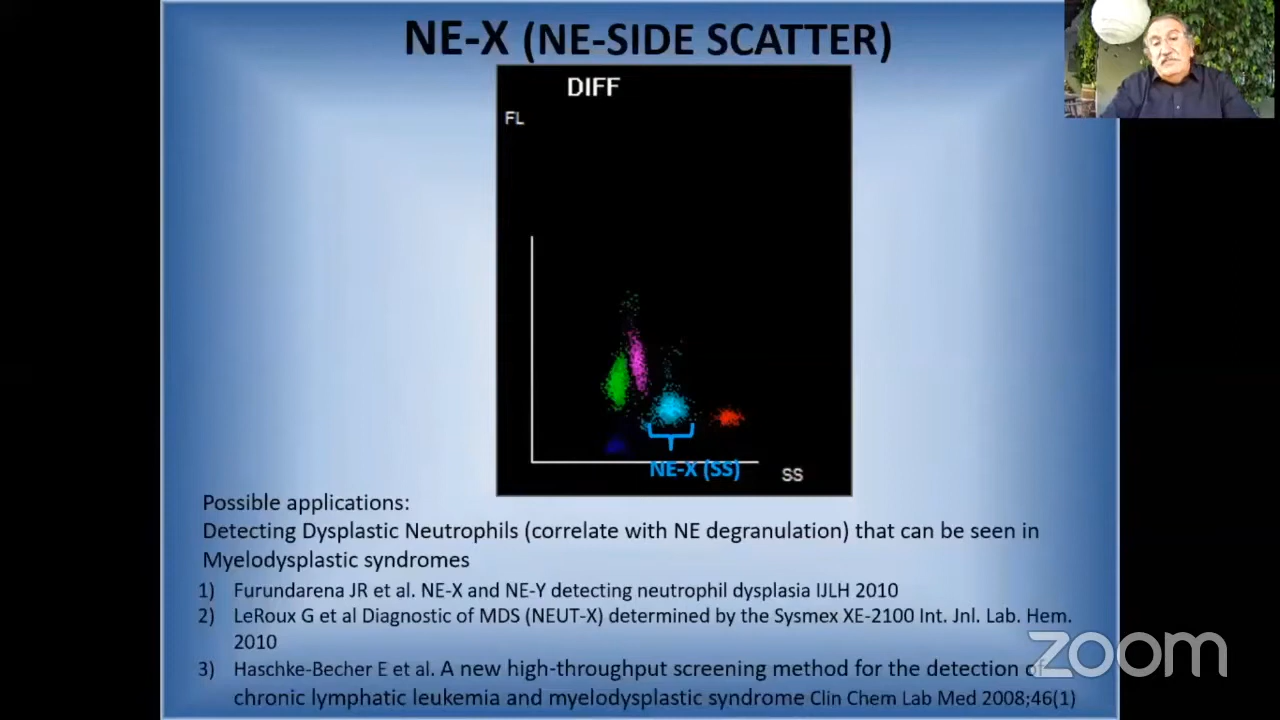 NE-X (NE-SIDE SCATTER)
DIFF
FL
NE-X (SS)
SS
Possible applications:
Detecting Dysplastic Neutrophils (correlate with NE degranulation) that can be seen in
Myelodysplastic syndromes
1) Furundarena JR et al. NE-X and NE-Y detecting neutrophil dysplasia IJLH 2010
2) LeRoux G et al Diagnostic of MDS (NEUT-X) determined by the Sysmex XE-2100 Int. Jnl. Lab. Hem.
2010
3) Haschke-Becher E et al. A new high-throughput screening method for the detection of
chronic lymphatic leukemia and myelodysplastic syndrome Clin Chem Lab Med 2008;46(1)
zoom